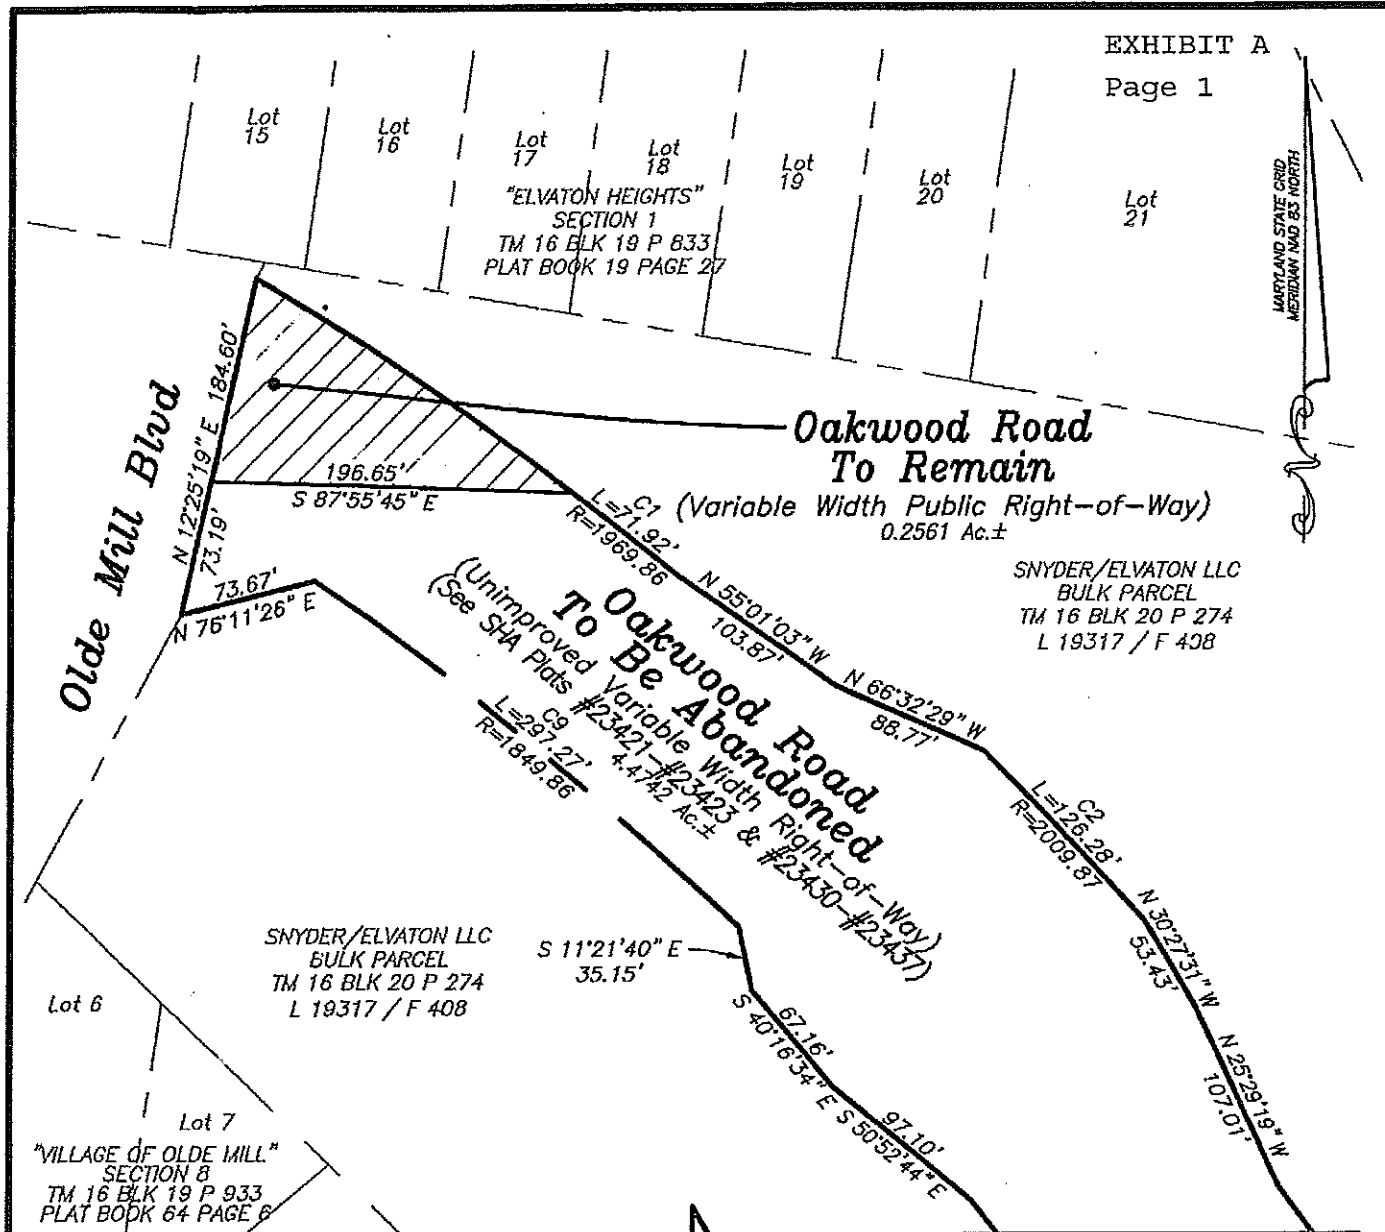 EXHIBIT A
Page 1
Lot
15
Lot
16
Lot
17
Lot
18
Lot
19
Lot
20
Lot
21
"ELVATON HEIGHTS"
SECTION 1
TM 16 BLK 19 P 833
PLAT BOOK 19 PAGE 27
MARYLAND STATE GRID
MERIDIAN NAD 83 NORTH
Olde Mill Blvd
N 12°25'19" E 184.60'
73.19'
196.65'
S 87°55'45" E
73.67'
N 76°11'26" E
Oakwood Road
To Remain
(Variable Width Public Right-of-Way)
0.2561 Ac.±
C1
L=71.92'
R=1969.86
N 55°01'03" W
103.87'
N 66°32'29" W
88.77'
SNYDER/ELVATON LLC
BULK PARCEL
TM 16 BLK 20 P 274
L 19317 / F 408
Oakwood Road
To Be Abandoned
(Unimproved Variable Width Right-of-Way)
(See SHA Plats #23421-#23423 & #23430-#23437)
4.4742 Ac.±
C9
L=297.27'
R=1849.86
C2
L=126.28'
R=2009.87
N 30°27'31" W
53.43'
N 25°29'19" W
107.01'
S 11°21'40" E
35.15'
67.16'
S 40°16'34" E
97.10'
S 50°52'44" E
SNYDER/ELVATON LLC
BULK PARCEL
TM 16 BLK 20 P 274
L 19317 / F 408
Lot 6
Lot 7
"VILLAGE OF OLDE MILL"
SECTION 8
TM 16 BLK 19 P 933
PLAT BOOK 64 PAGE 6